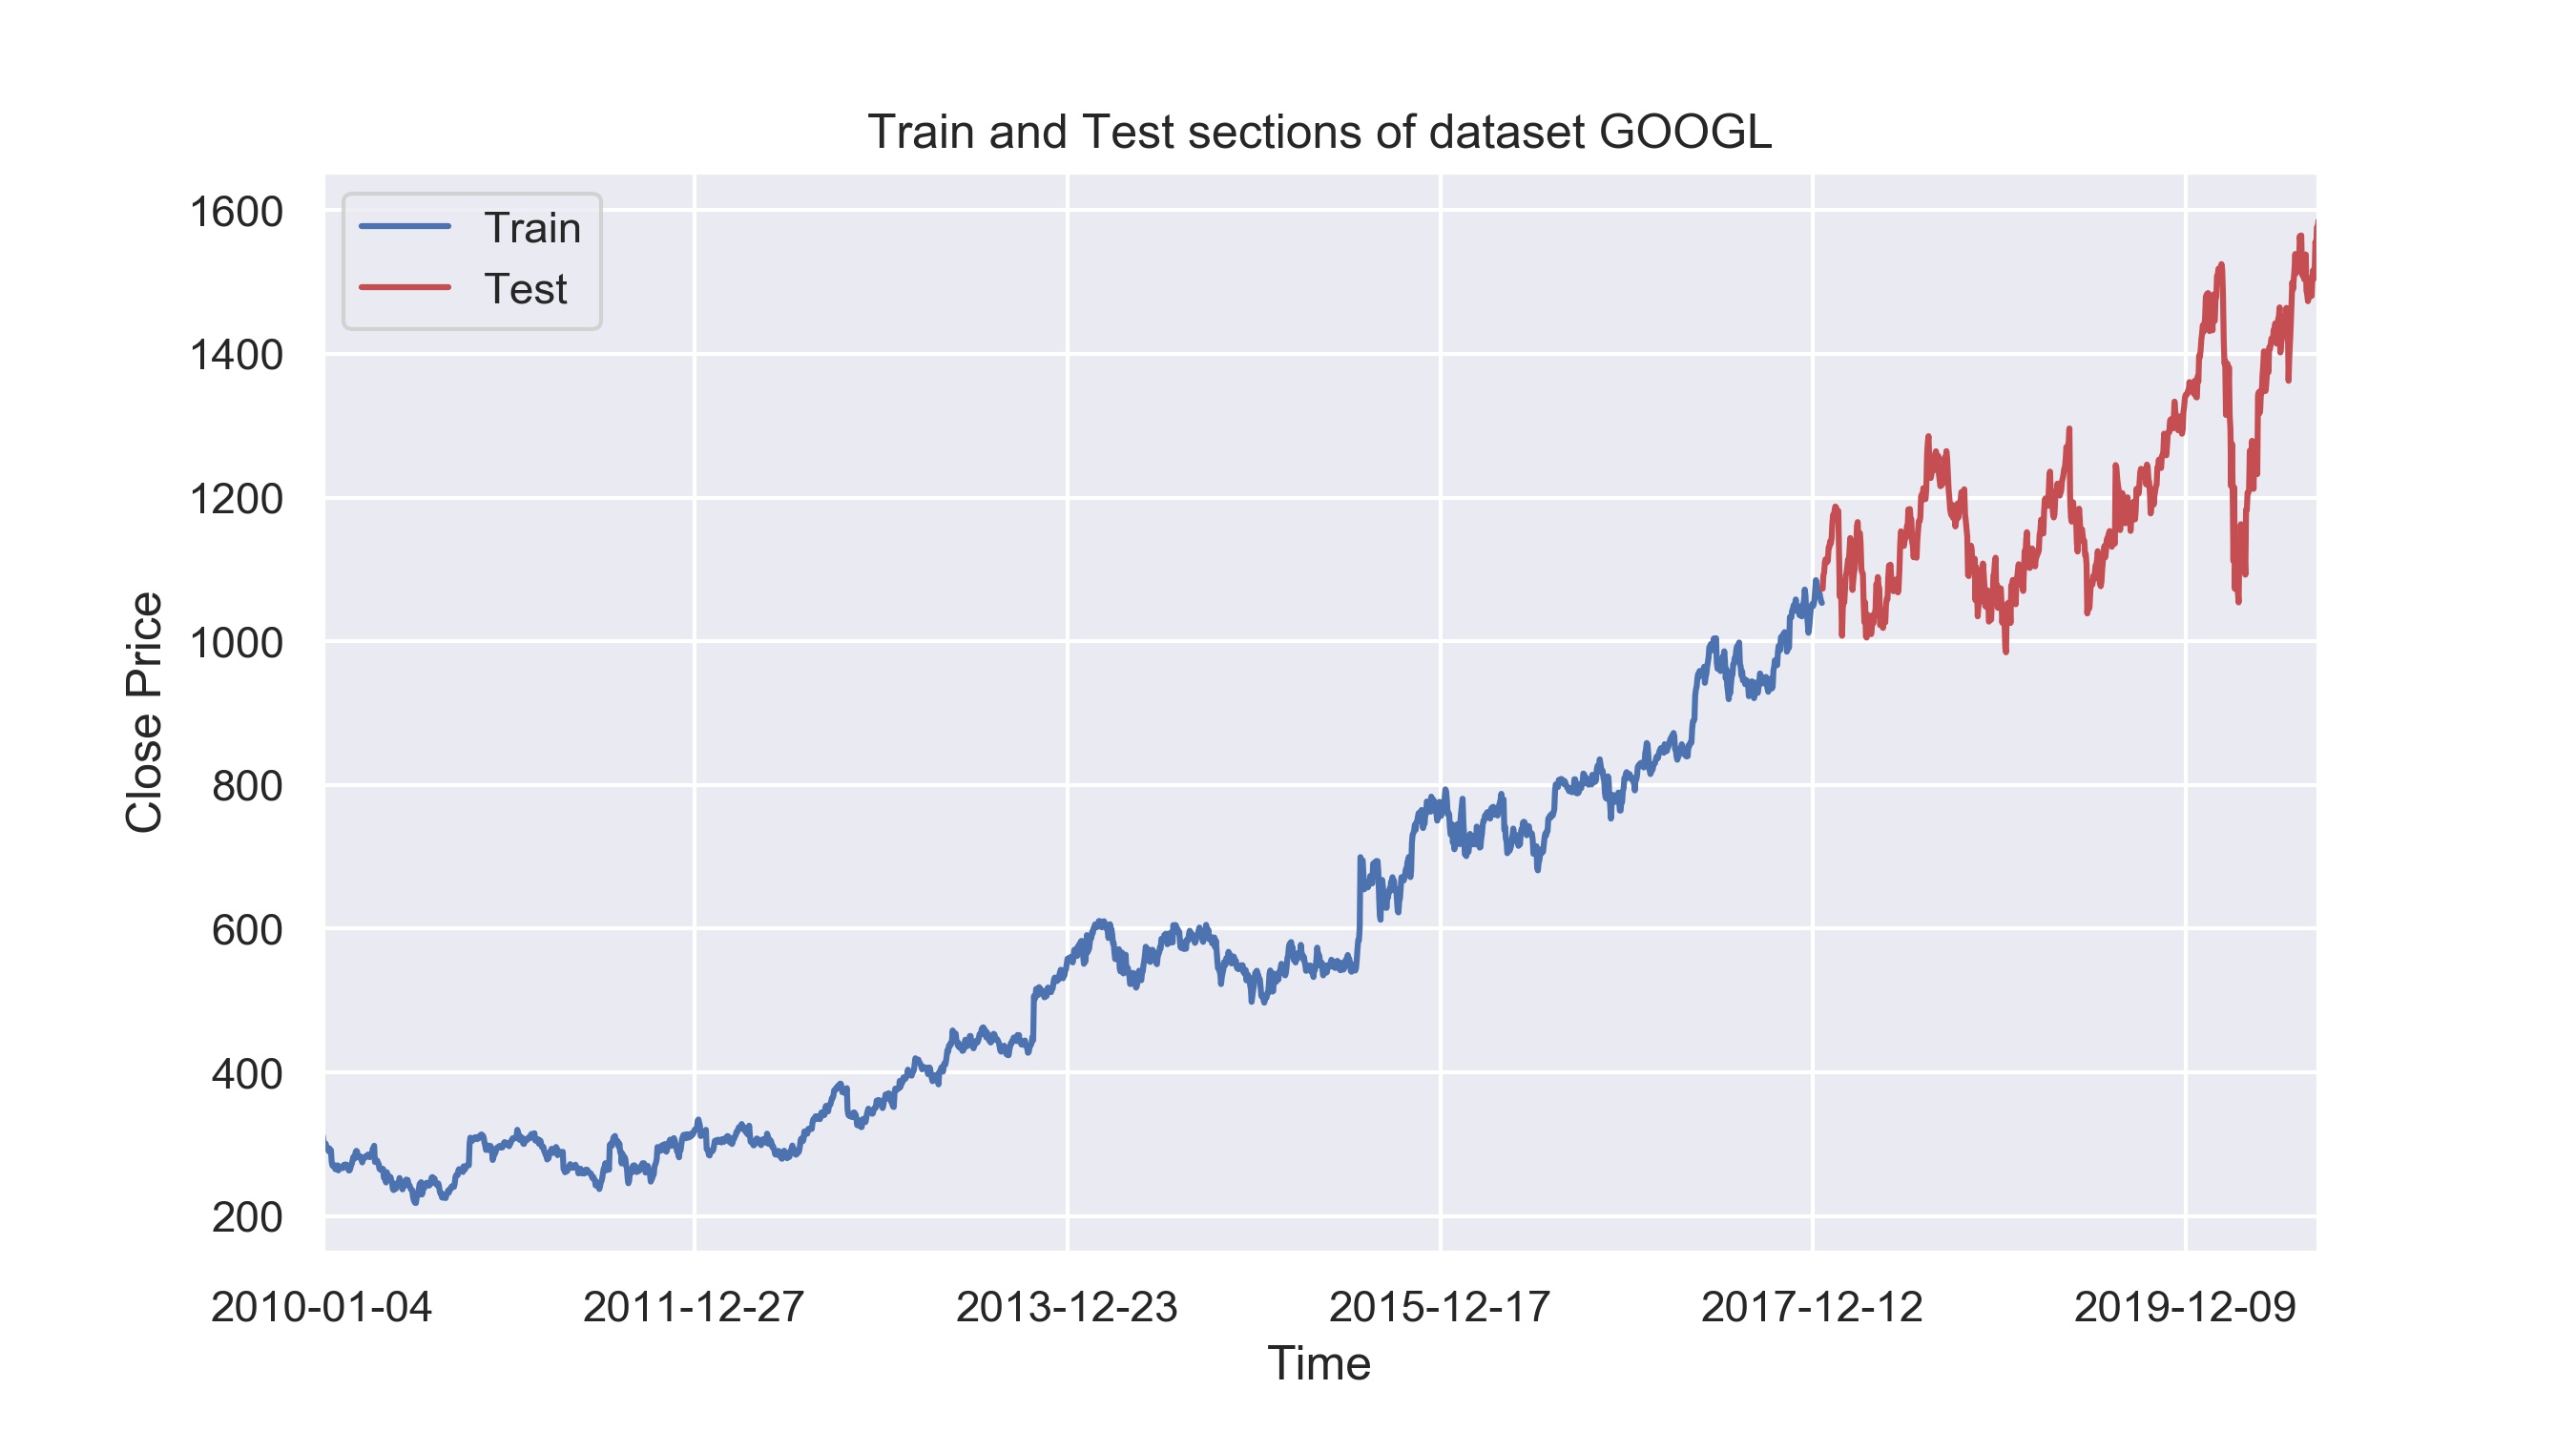 Train and Test sections of dataset GOOGL
Train
Test
1600
1400
1200
1000
800
600
400
200
Close Price
2010-01-04 2011-12-27 2013-12-23 2015-12-17 2017-12-12 2019-12-09
Time